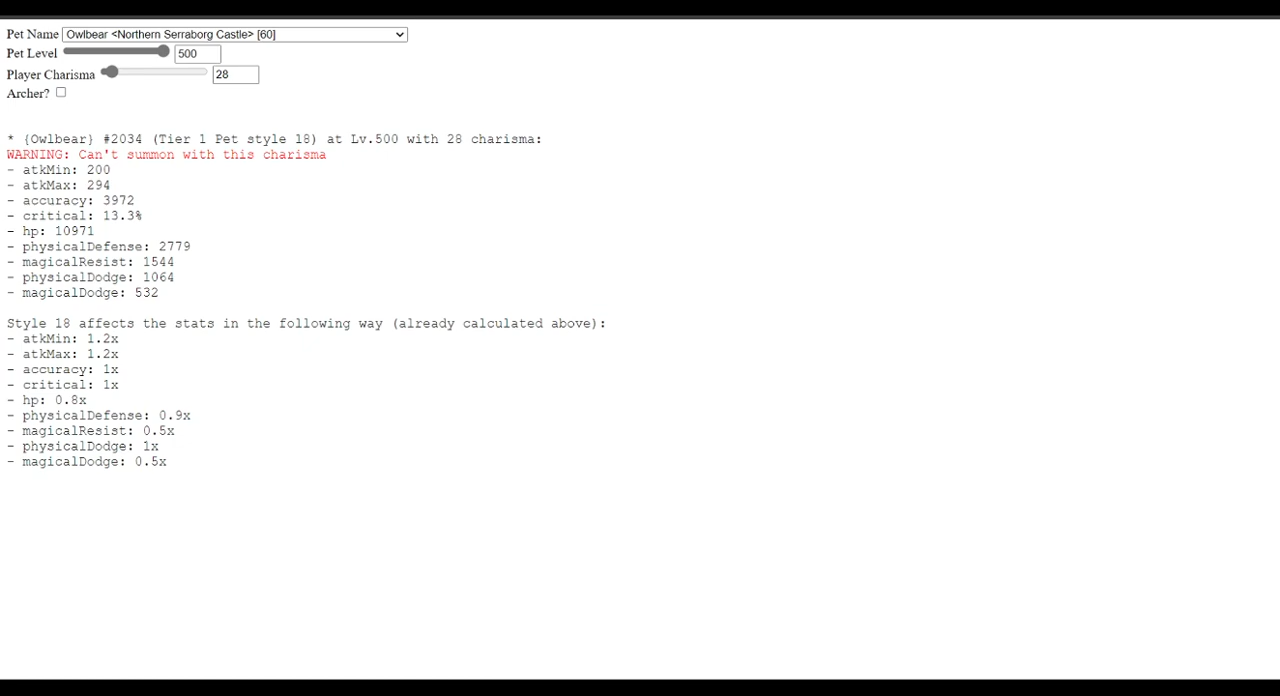 Pet Name Owlbear <Northern Serraborg Castle> [60]
Pet Level 500
Player Charisma 28
Archer?
* {Owlbear} #2034 (Tier 1 Pet style 18) at Lv.500 with 28 charisma:
WARNING: Can't summon with this charisma
- atkMin: 200
- atkMax: 294
- accuracy: 3972
- critical: 13.3%
- hp: 10971
- physicalDefense: 2779
- magicalResist: 1544
- physicalDodge: 1064
- magicalDodge: 532
Style 18 affects the stats in the following way (already calculated above):
- atkMin: 1.2x
- atkMax: 1.2x
- accuracy: 1x
- critical: 1x
- hp: 0.8x
- physicalDefense: 0.9x
- magicalResist: 0.5x
- physicalDodge: 1x
- magicalDodge: 0.5x